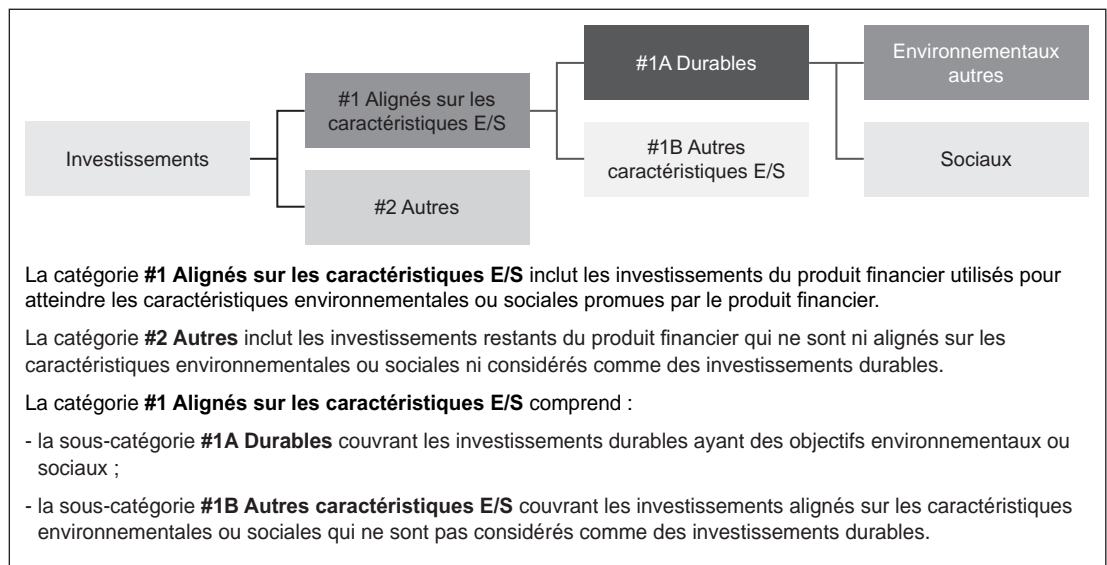 #1A Durables
Environnementaux
autres
#1 Alignés sur les
caractéristiques E/S
Investissements
#1B Autres
caractéristiques E/S
Sociaux
#2 Autres
La catégorie #1 Alignés sur les caractéristiques E/S inclut les investissements du produit financier utilisés pour
atteindre les caractéristiques environnementales ou sociales promues par le produit financier.
La catégorie #2 Autres inclut les investissements restants du produit financier qui ne sont ni alignés sur les
caractéristiques environnementales ou sociales ni considérés comme des investissements durables.
La catégorie #1 Alignés sur les caractéristiques E/S comprend :
- la sous-catégorie #1A Durables couvrant les investissements durables ayant des objectifs environnementaux ou
sociaux ;
- la sous-catégorie #1B Autres caractéristiques E/S couvrant les investissements alignés sur les caractéristiques
environnementales ou sociales qui ne sont pas considérés comme des investissements durables.